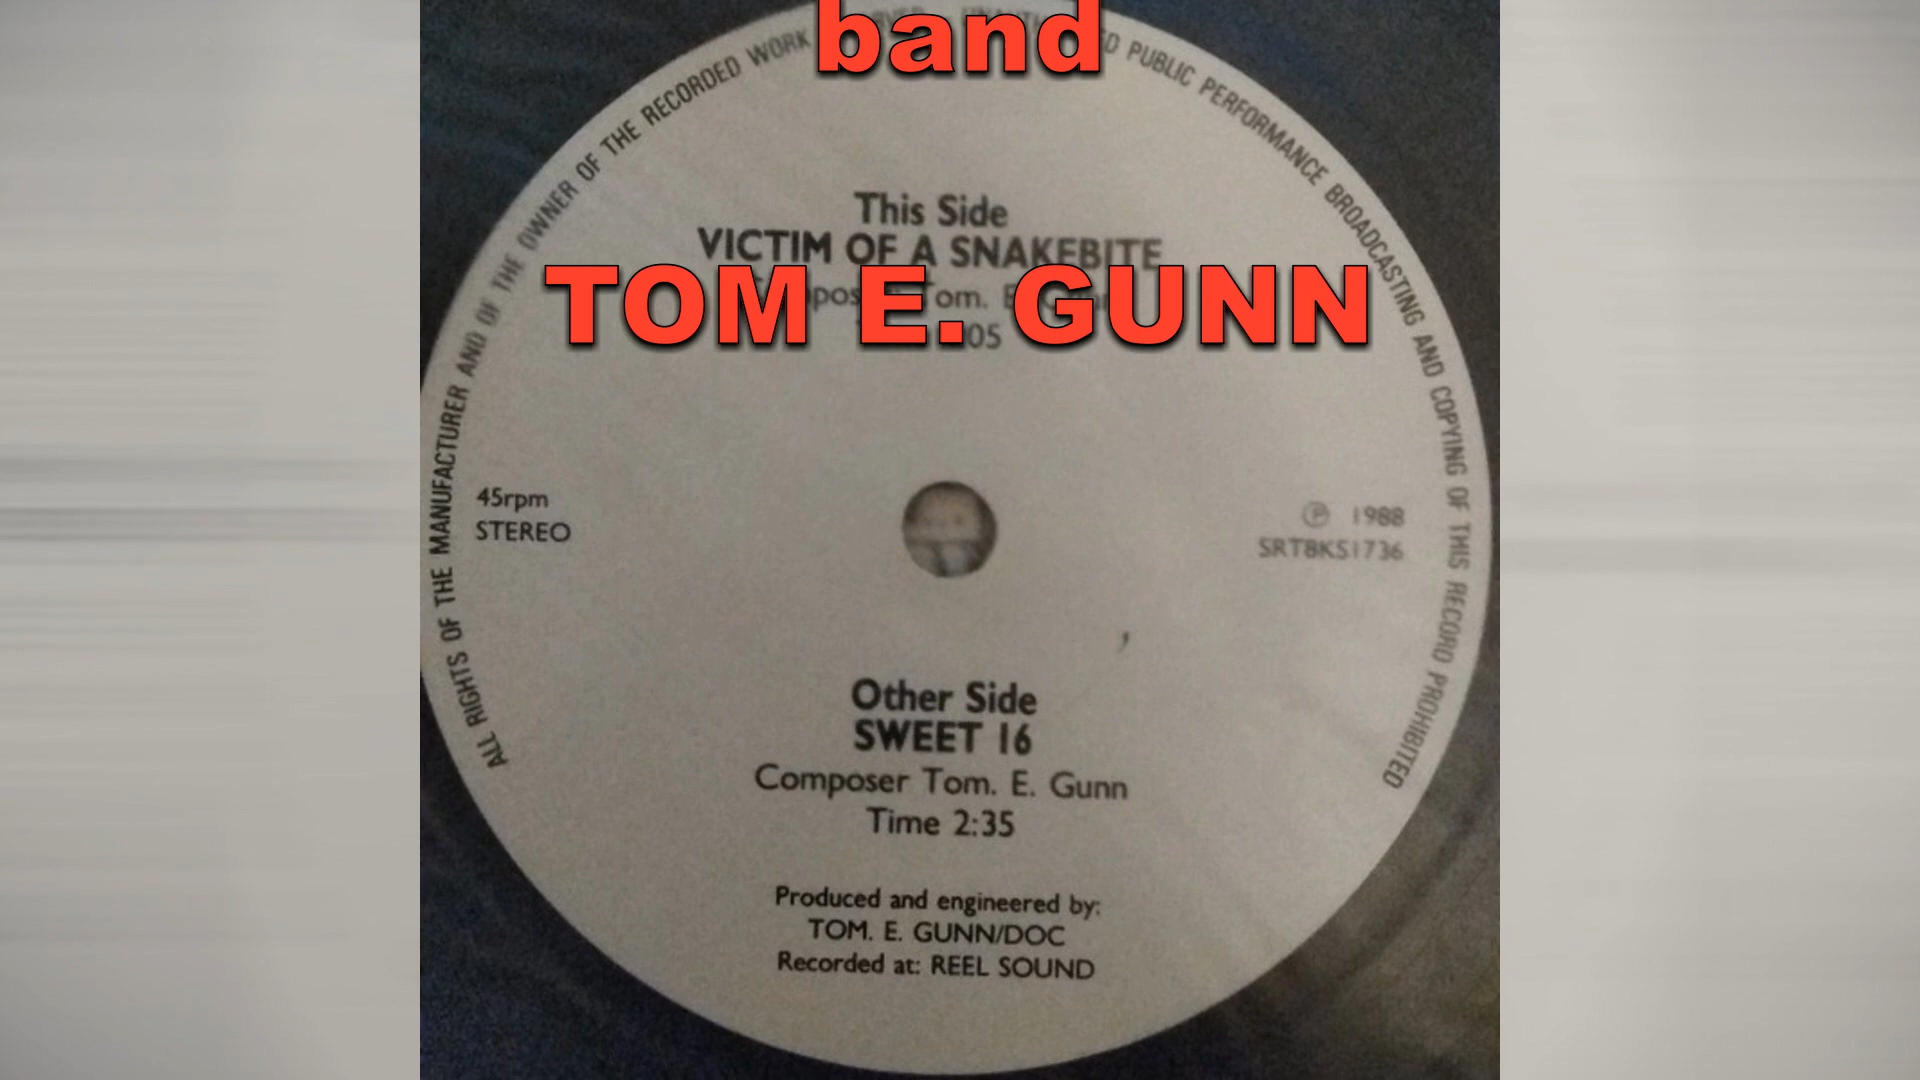 band
ALL RIGHTS OF THE MANUFACTURER AND OF THE OWNER OF THE RECORDED WORK PUBLIC PERFORMANCE BROADCASTING AND COPYING OF THIS RECORD PROHIBITED
This Side
VICTIM OF A SNAKEBITE
TOM E. GUNN
45rpm
STEREO
℗ 1988
SRT8KS1736
Other Side
SWEET 16
Composer Tom. E. Gunn
Time 2:35
Produced and engineered by:
TOM. E. GUNN/DOC
Recorded at: REEL SOUND